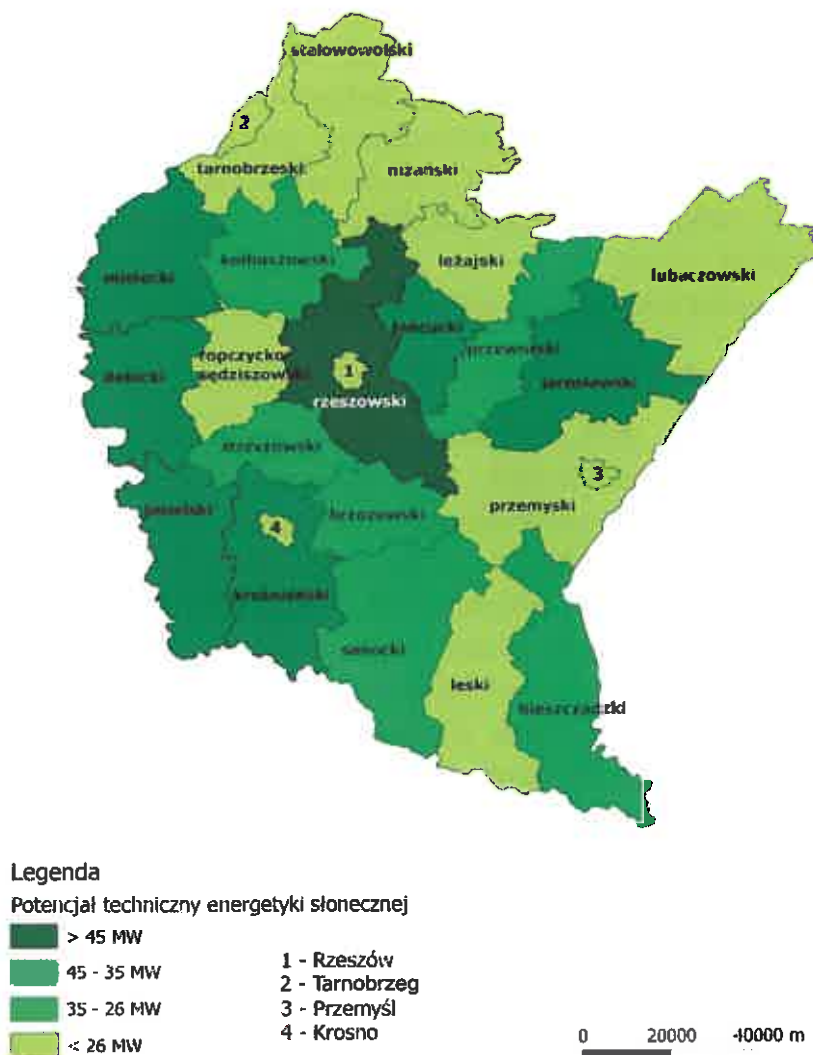 stalowowolski
2
tarnobrzeski
niżański
kolbuszowski
leżajski
lubaczowski
mielecki
łańcucki
ropczycko
sędziszowski
przeworski
dębicki
1
jarosławski
rzeszowski
strzyżowski
3
jasielski
przemyski
4
brzozowski
krośnieński
sanocki
leski
bieszczadzki
Legenda
Potencjał techniczny energetyki słonecznej
> 45 MW
45 - 35 MW
35 - 26 MW
< 26 MW
1 - Rzeszów
2 - Tarnobrzeg
3 - Przemyśl
4 - Krosno
0 20000 40000 m